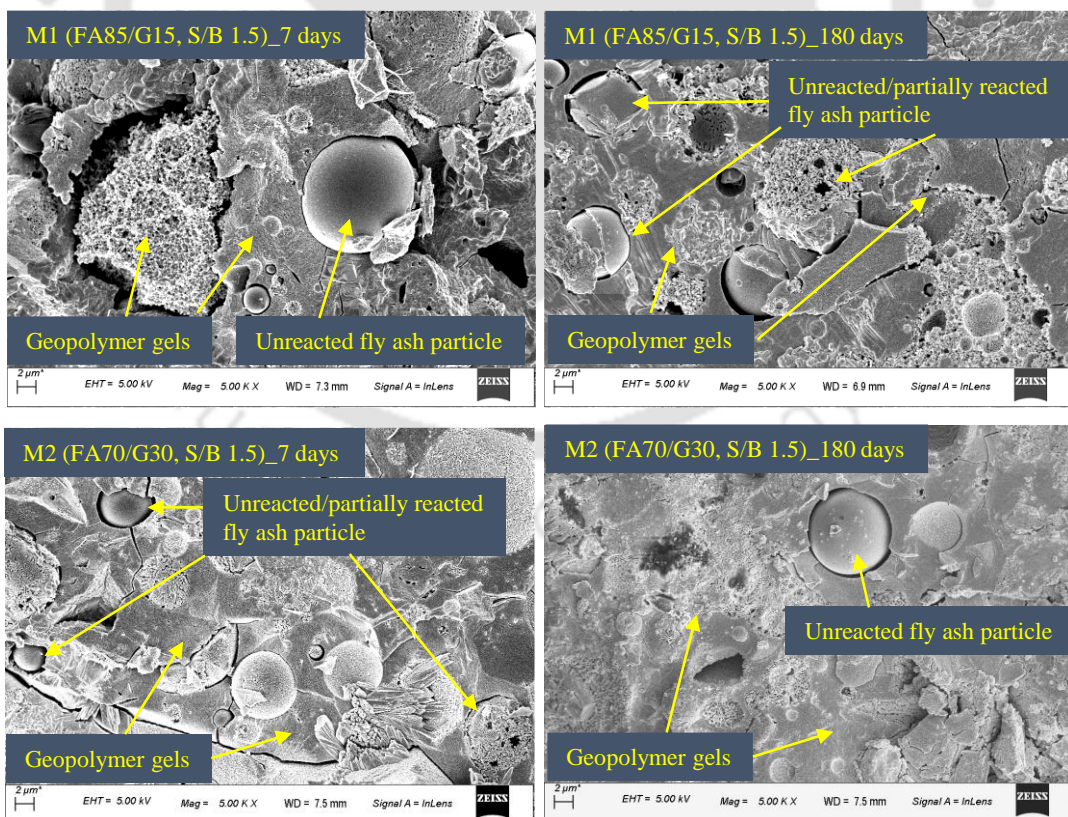 M1 (FA85/G15, S/B 1.5)_7 days
Geopolymer gels
Unreacted fly ash particle
2 µm*
EHT = 5.00 kV
Mag = 5.00 K X
WD = 7.3 mm
Signal A = InLens
ZEISS
M1 (FA85/G15, S/B 1.5)_180 days
Unreacted/partially reacted
fly ash particle
Geopolymer gels
2 µm*
EHT = 5.00 kV
Mag = 5.00 K X
WD = 6.9 mm
Signal A = InLens
ZEISS
M2 (FA70/G30, S/B 1.5)_7 days
Unreacted/partially reacted
fly ash particle
Geopolymer gels
2 µm*
EHT = 5.00 kV
Mag = 5.00 K X
WD = 7.5 mm
Signal A = InLens
ZEISS
M2 (FA70/G30, S/B 1.5)_180 days
Unreacted fly ash particle
Geopolymer gels
2 µm*
EHT = 5.00 kV
Mag = 5.00 K X
WD = 7.5 mm
Signal A = InLens
ZEISS